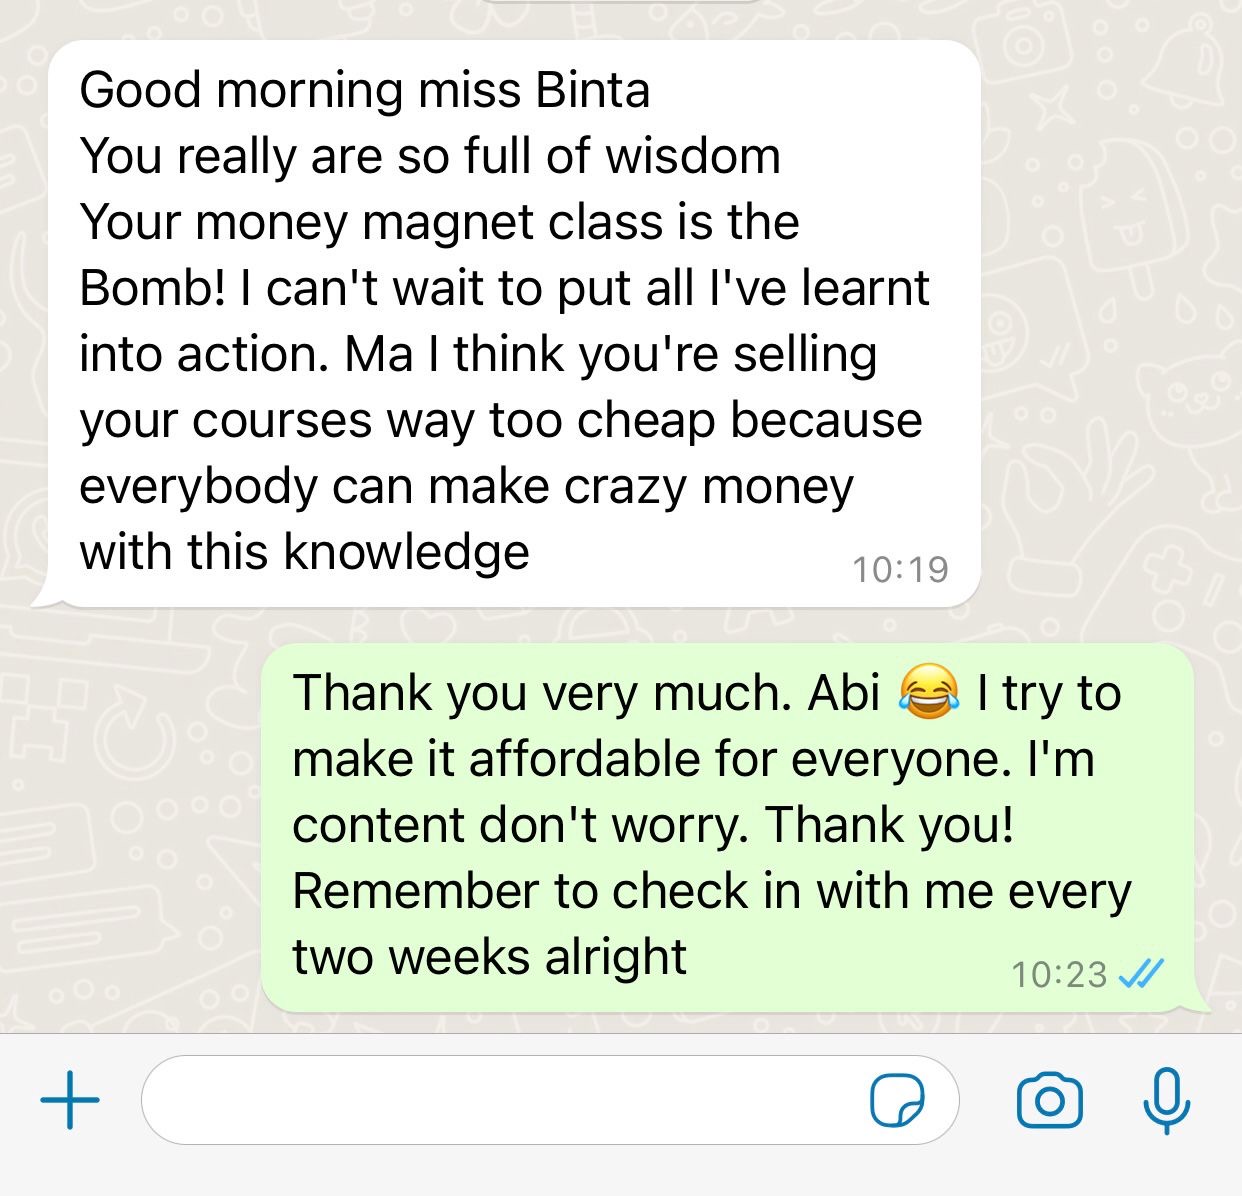 Good morning miss Binta
You really are so full of wisdom
Your money magnet class is the
Bomb! I can't wait to put all I've learnt
into action. Ma I think you're selling
your courses way too cheap because
everybody can make crazy money
with this knowledge
10:19
Thank you very much. Abi 😂 I try to
make it affordable for everyone. I'm
content don't worry. Thank you!
Remember to check in with me every
two weeks alright
10:23